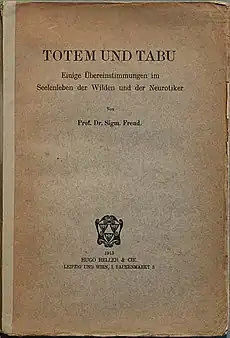 TOTEM UND TABU
Einige Übereinstimmungen im
Seelenleben der Wilden und der Neurotiker
Von
Prof. Dr. Sigm. Freud.
1913
HUGO HELLER & CIE.
LEIPZIG UND WIEN, I. BAUERNMARKT 3